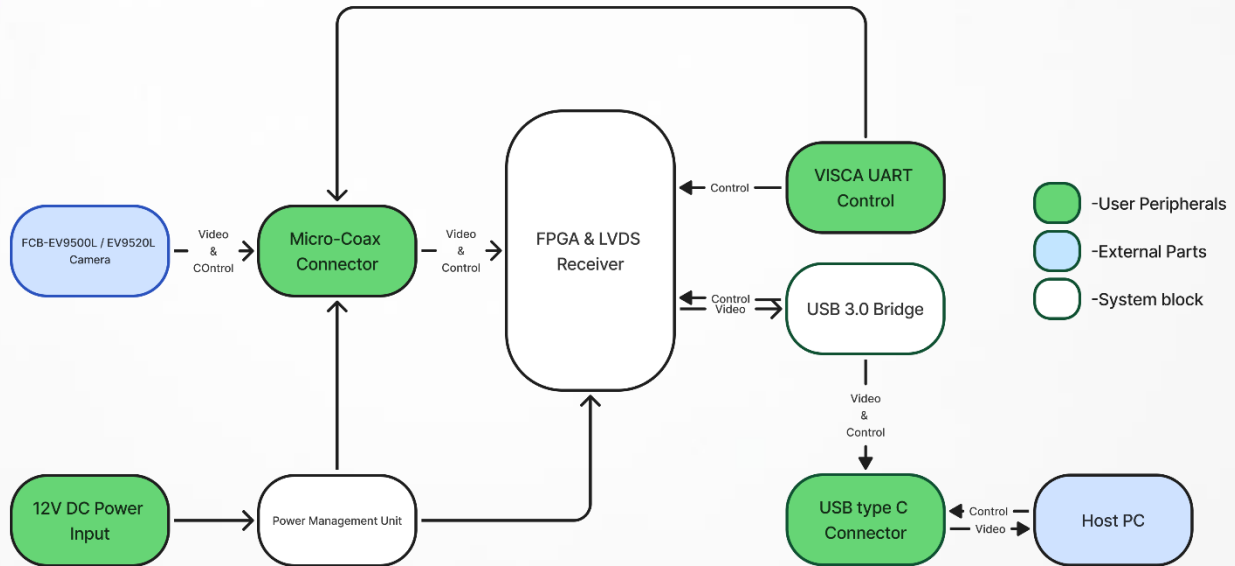 VISCA UART
Control
Control
-User Peripherals
FCB-EV9500L / EV9520L
Camera
Video
&
COntrol
Micro-Coax
Connector
Video
&
Control
FPGA & LVDS
Receiver
-External Parts
Control
Video
USB 3.0 Bridge
-System block
Video
&
Control
12V DC Power
Input
Power Management Unit
USB type C
Connector
Control
Video
Host PC